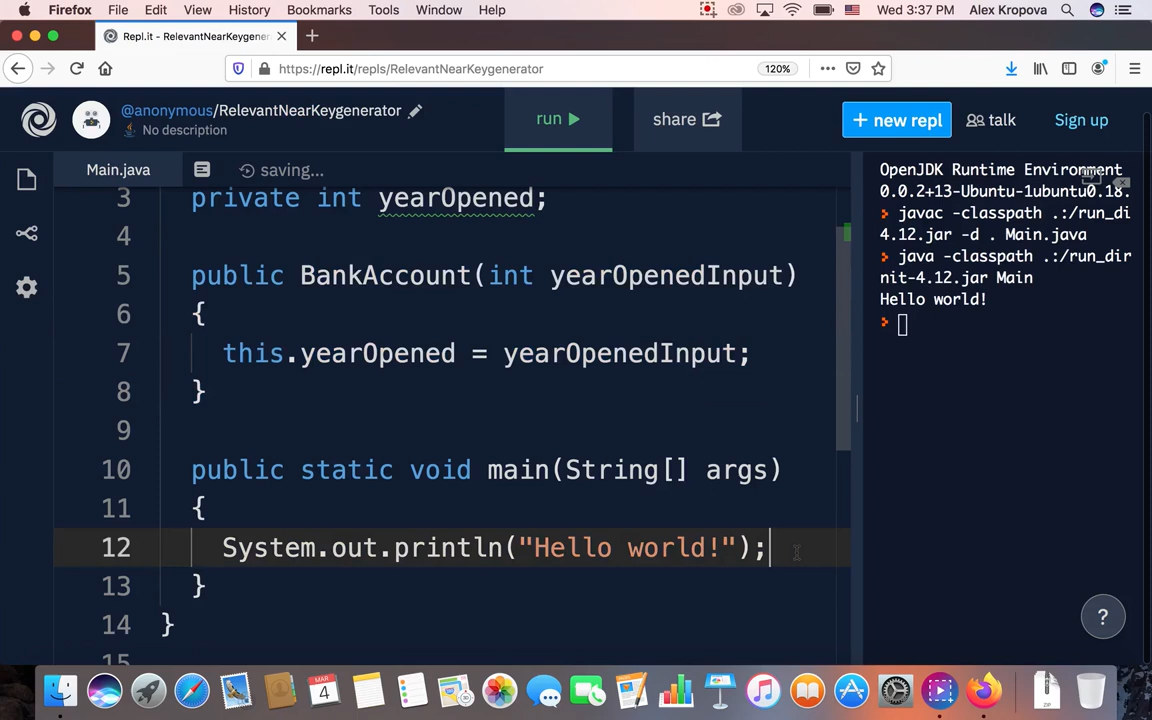 Firefox File Edit View History Bookmarks Tools Window Help Wed 3:37 PM Alex Kropova
Repl.it - RelevantNearKeygener
https://repl.it/repls/RelevantNearKeygenerator 120%
@anonymous/RelevantNearKeygenerator
No description
run
share
+ new repl
talk
Sign up
Main.java
saving...
3 private int yearOpened;
4
5 public BankAccount(int yearOpenedInput)
6 {
7 this.yearOpened = yearOpenedInput;
8 }
9
10 public static void main(String[] args)
11 {
12 System.out.println("Hello world!");
13 }
14 }
15
OpenJDK Runtime Environment
0.0.2+13-Ubuntu-1ubuntu0.18.
javac -classpath .:/run_di
4.12.jar -d . Main.java
java -classpath .:/run_dir
nit-4.12.jar Main
Hello world!
?
MAR
4
ZIP